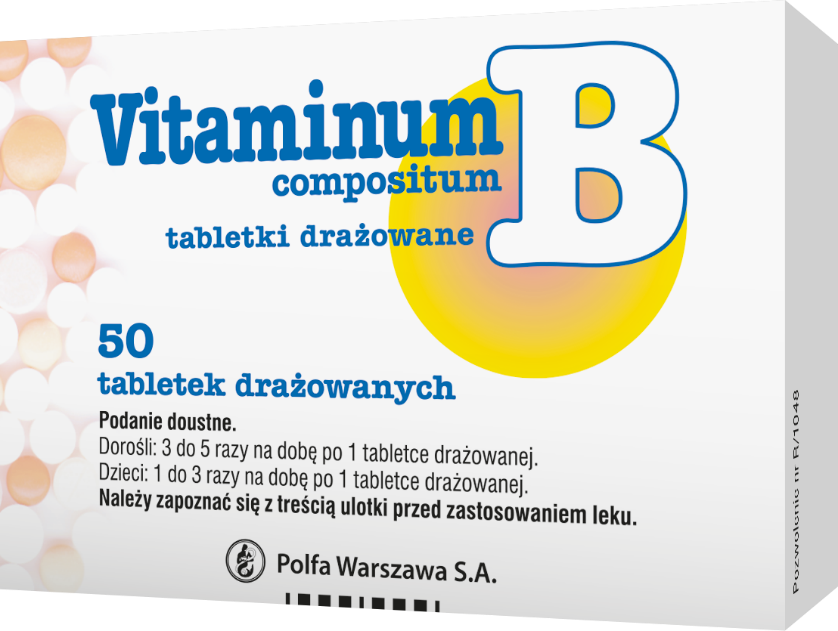 Vitaminum B
compositum
tabletki drażowane
50
tabletek drażowanych
Podanie doustne.
Dorośli: 3 do 5 razy na dobę po 1 tabletce drażowanej.
Dzieci: 1 do 3 razy na dobę po 1 tabletce drażowanej.
Należy zapoznać się z treścią ulotki przed zastosowaniem leku.
Polfa Warszawa S.A.
Pozwolenie nr R/1048